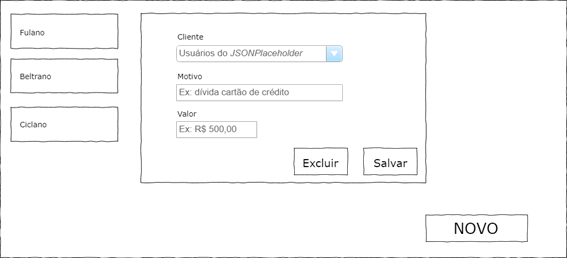 Fulano
Beltrano
Ciclano
Cliente
Usuários do JSONPlaceholder
Motivo
Ex: dívida cartão de crédito
Valor
Ex: R$ 500,00
Excluir
Salvar
NOVO